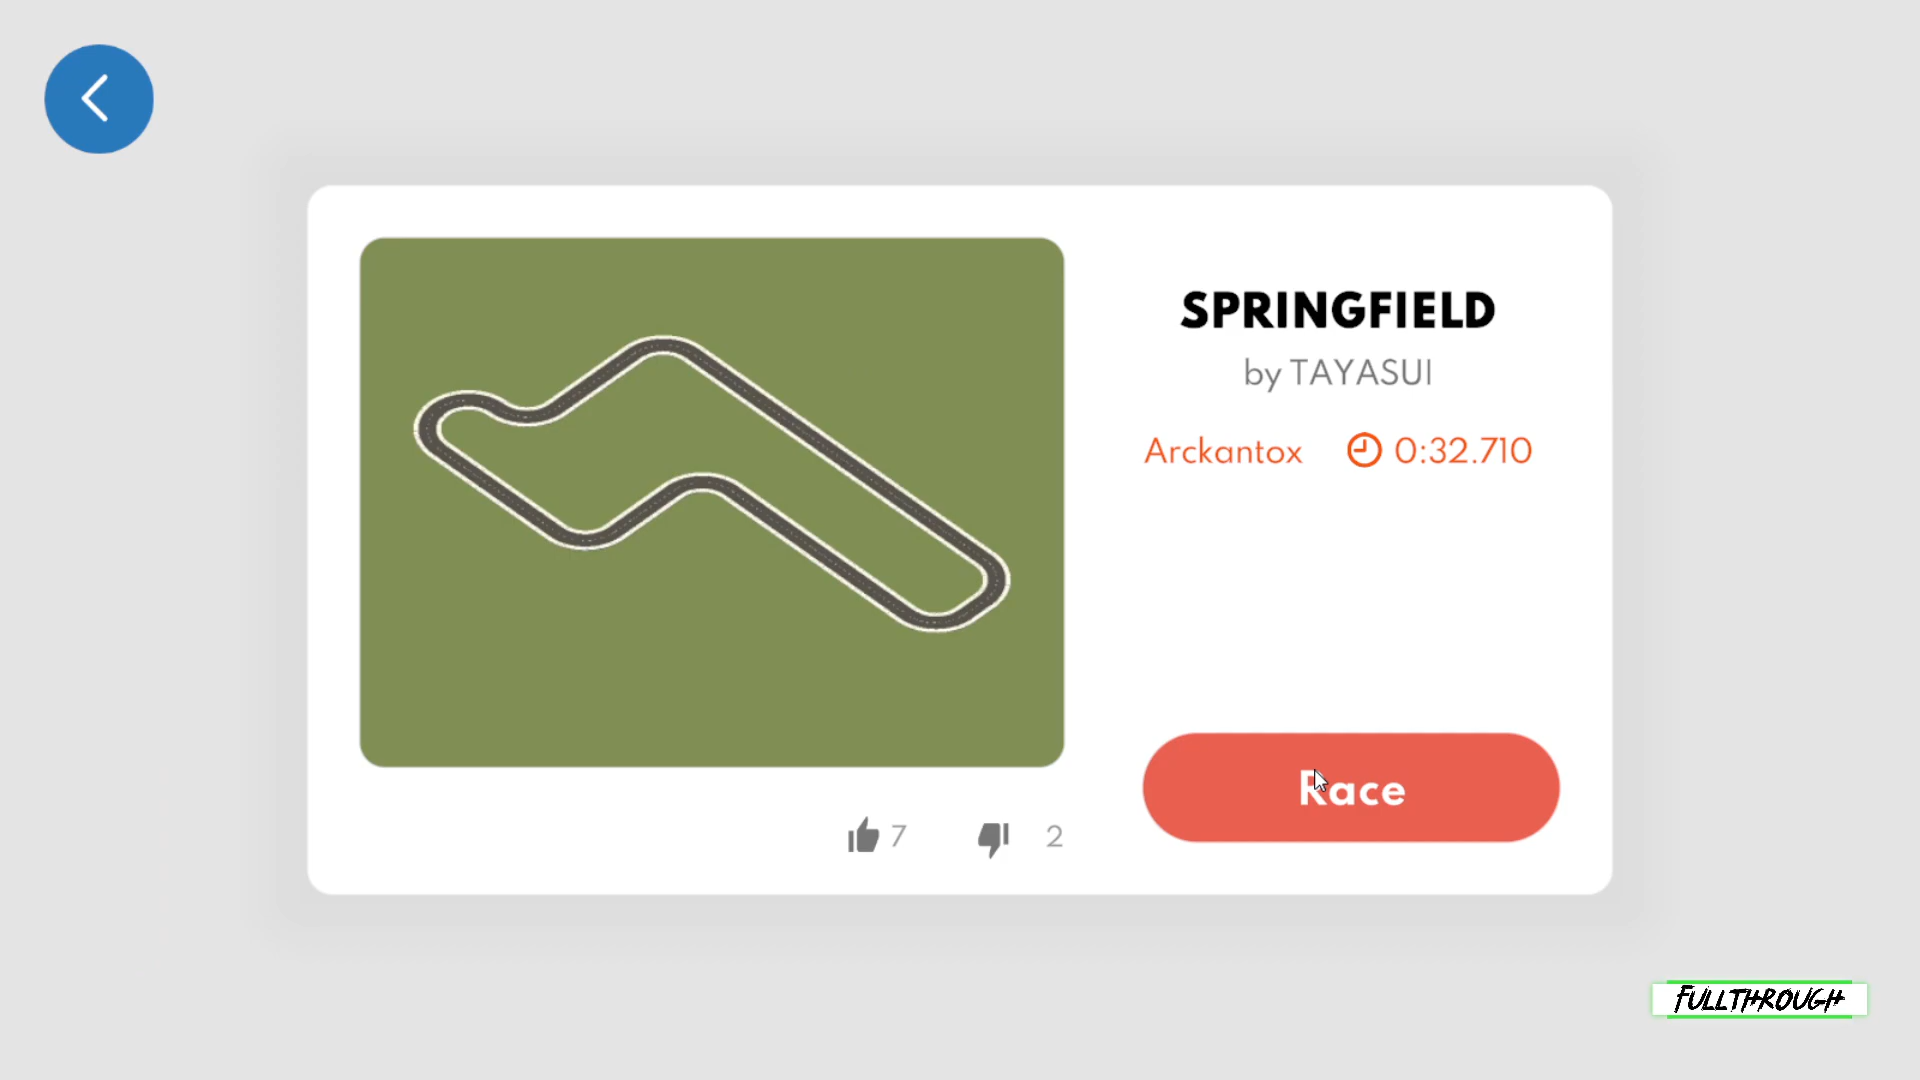 SPRINGFIELD
by TAYASUI
Arckantox 0:32.710
Race
7 2
FULLTHROUGH